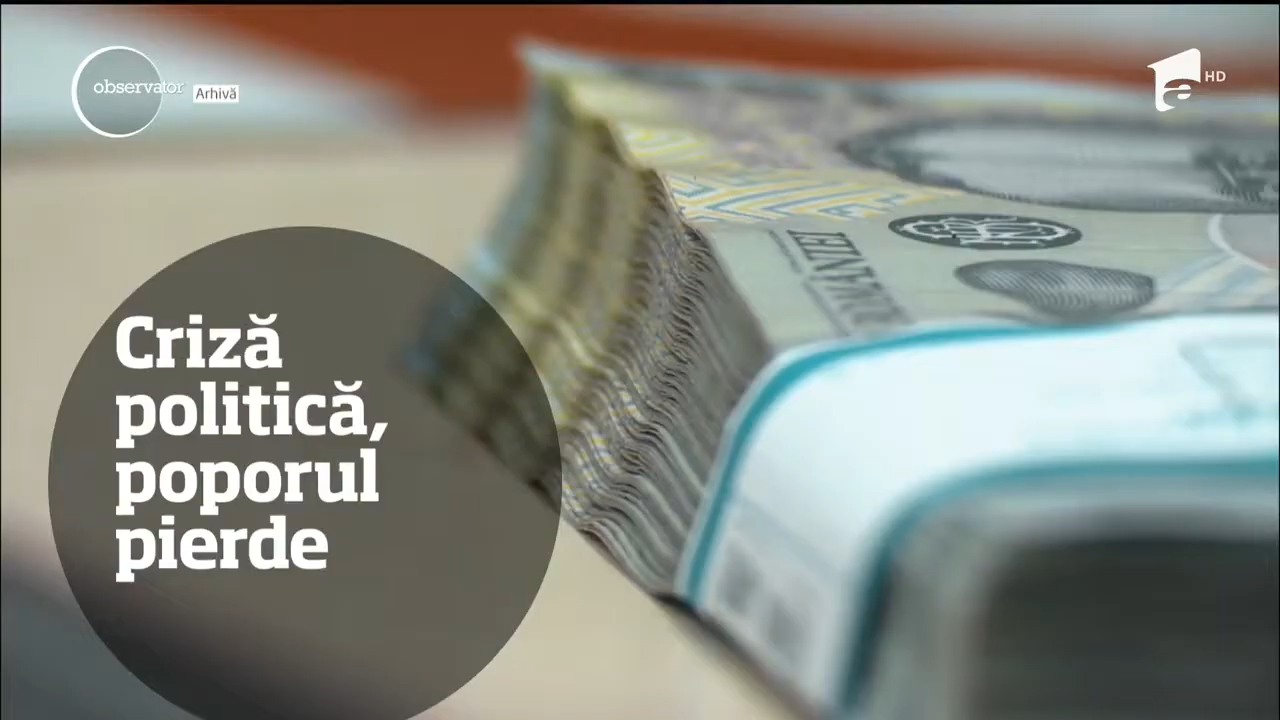 observator
Arhivă
HD
Criză
politică,
poporul
pierde